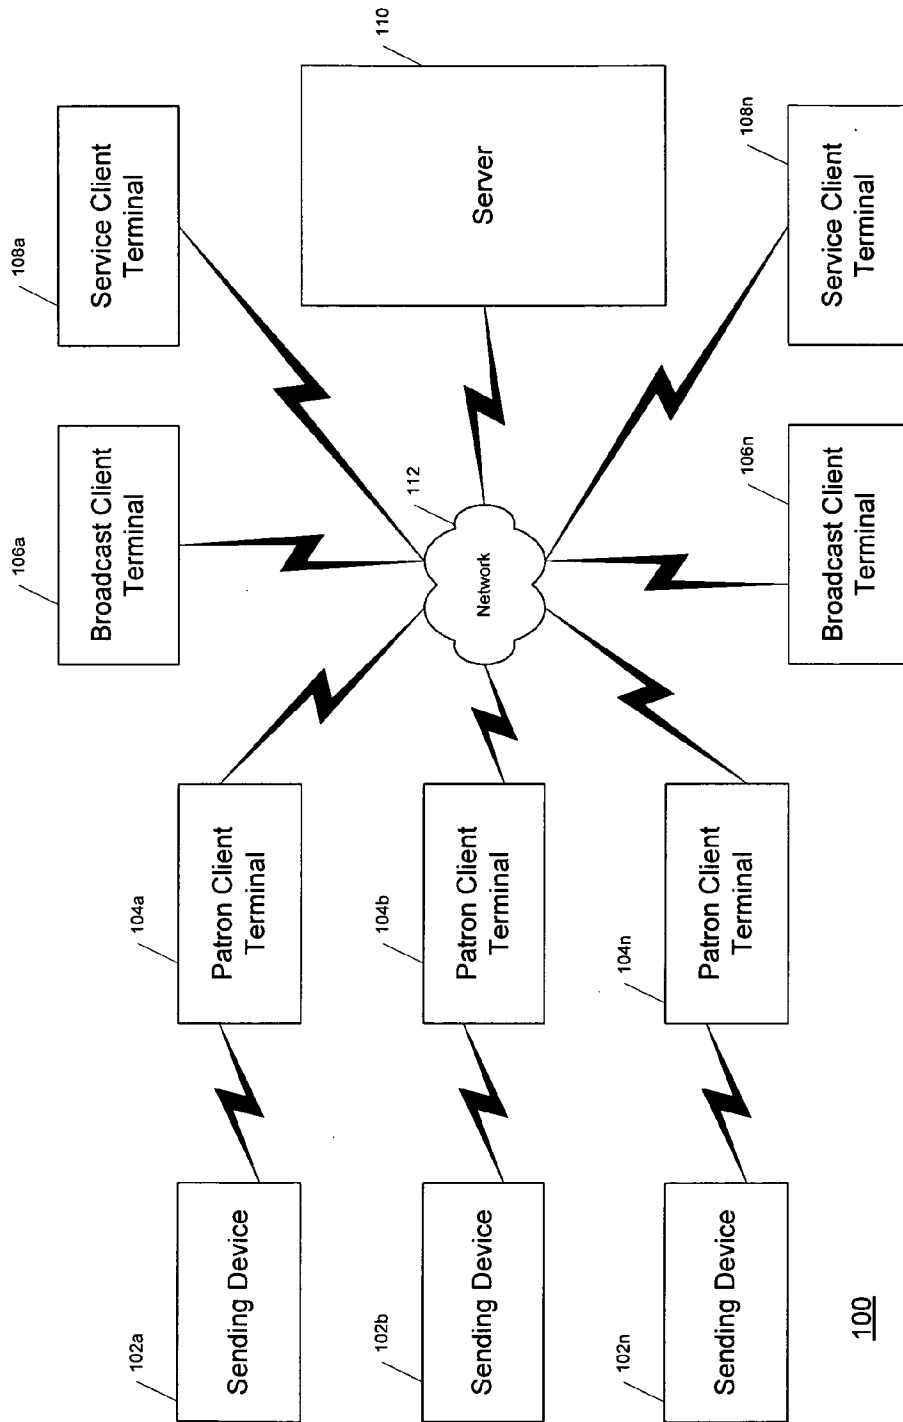 108a
Service Client
Terminal
110
Server
108n
Service Client
Terminal
106a
Broadcast Client
Terminal
112
Network
106n
Broadcast Client
Terminal
104a
Patron Client
Terminal
104b
Patron Client
Terminal
104n
Patron Client
Terminal
102a
Sending Device
102b
Sending Device
102n
Sending Device
100